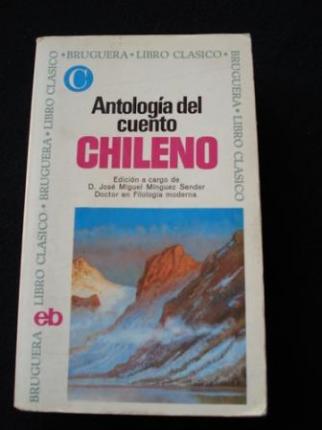 • BRUGUERA • LIBRO CLASICO •
BRUGUERA • LIBRO CLASICO
BRUGUERA • LIBRO CLASICO • BRUGUERA • LIBRO CLASICO
C
Antología del
cuento
CHILENO
Edición a cargo de
D. José Miguel Mínguez Sender
Doctor en Filología moderna
eb